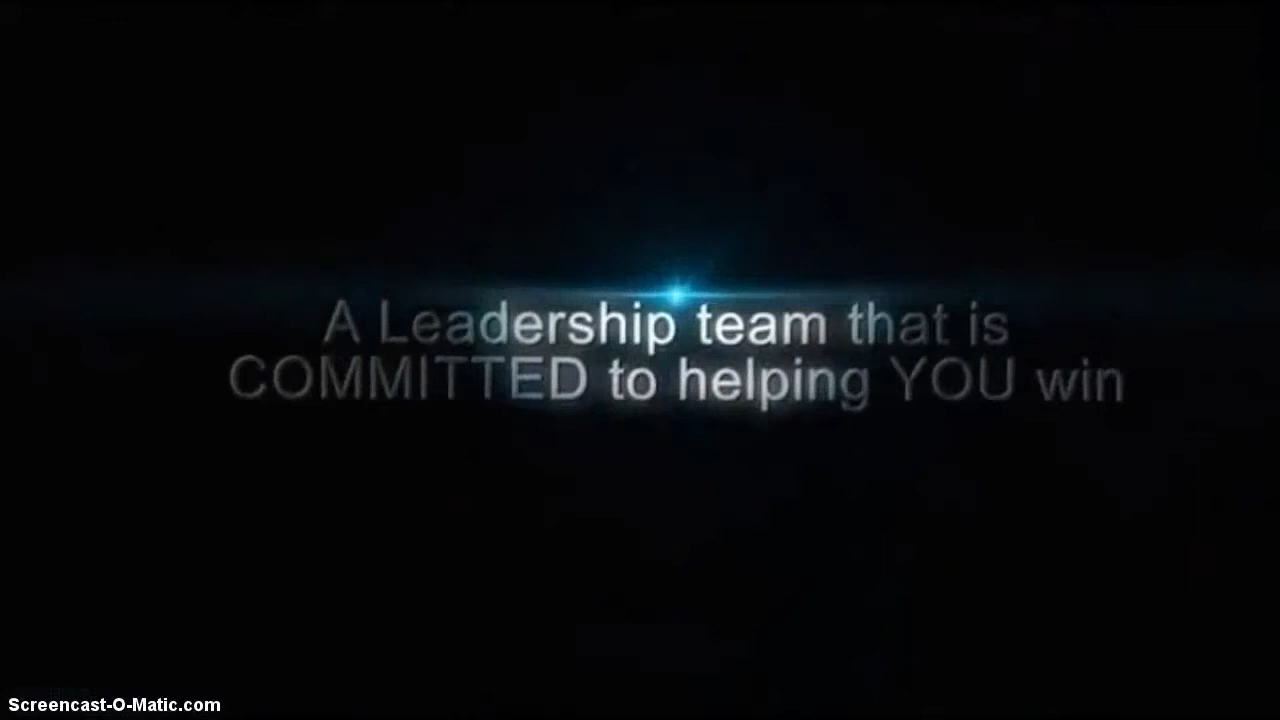 A Leadership team that is
COMMITTED to helping YOU win
Screencast-O-Matic.com